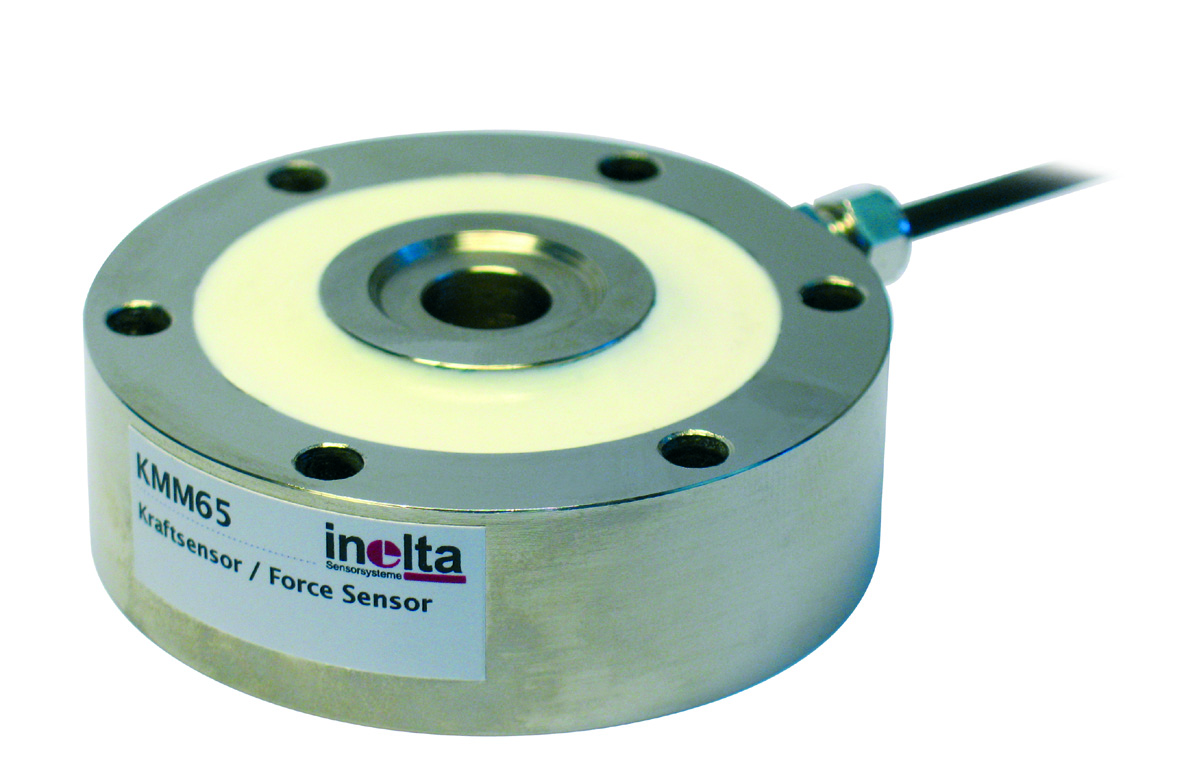 KMM65
inelta
Sensorsysteme
Kraftsensor / Force Sensor